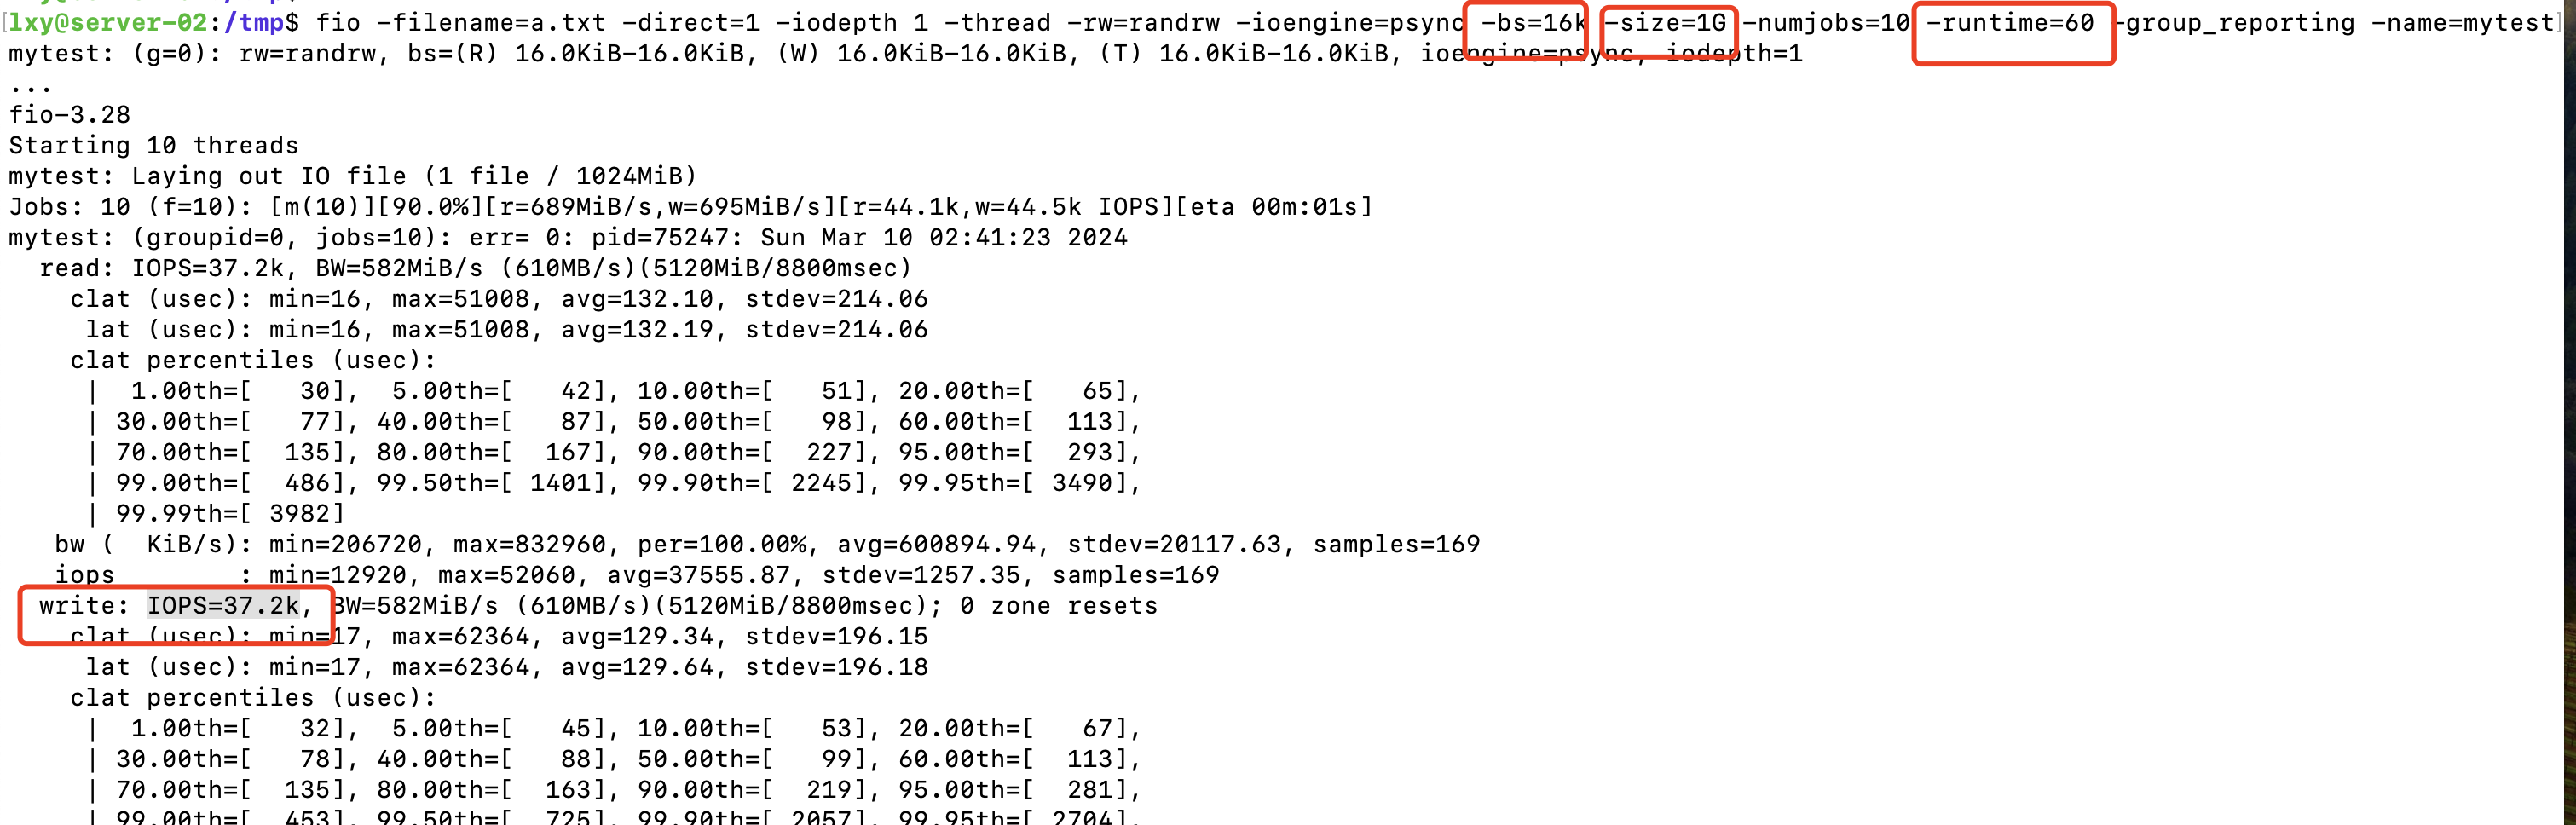 lxy@server-02:/tmp$ fio -filename=a.txt -direct=1 -iodepth 1 -thread -rw=randrw -ioengine=psync -bs=16k -size=1G -numjobs=10 -runtime=60 -group_reporting -name=mytest
mytest: (g=0): rw=randrw, bs=(R) 16.0KiB-16.0KiB, (W) 16.0KiB-16.0KiB, (T) 16.0KiB-16.0KiB, ioengine=psync, iodepth=1
...
fio-3.28
Starting 10 threads
mytest: Laying out IO file (1 file / 1024MiB)
Jobs: 10 (f=10): [m(10)][90.0%][r=689MiB/s,w=695MiB/s][r=44.1k,w=44.5k IOPS][eta 00m:01s]
mytest: (groupid=0, jobs=10): err= 0: pid=75247: Sun Mar 10 02:41:23 2024
  read: IOPS=37.2k, BW=582MiB/s (610MB/s)(5120MiB/8800msec)
    clat (usec): min=16, max=51008, avg=132.10, stdev=214.06
     lat (usec): min=16, max=51008, avg=132.19, stdev=214.06
    clat percentiles (usec):
     |  1.00th=[   30],  5.00th=[   42], 10.00th=[   51], 20.00th=[   65],
     | 30.00th=[   77], 40.00th=[   87], 50.00th=[   98], 60.00th=[  113],
     | 70.00th=[  135], 80.00th=[  167], 90.00th=[  227], 95.00th=[  293],
     | 99.00th=[  486], 99.50th=[ 1401], 99.90th=[ 2245], 99.95th=[ 3490],
     | 99.99th=[ 3982]
   bw (  KiB/s): min=206720, max=832960, per=100.00%, avg=600894.94, stdev=20117.63, samples=169
   iops        : min=12920, max=52060, avg=37555.87, stdev=1257.35, samples=169
  write: IOPS=37.2k, BW=582MiB/s (610MB/s)(5120MiB/8800msec); 0 zone resets
    clat (usec): min=17, max=62364, avg=129.34, stdev=196.15
     lat (usec): min=17, max=62364, avg=129.64, stdev=196.18
    clat percentiles (usec):
     |  1.00th=[   32],  5.00th=[   45], 10.00th=[   53], 20.00th=[   67],
     | 30.00th=[   78], 40.00th=[   88], 50.00th=[   99], 60.00th=[  113],
     | 70.00th=[  135], 80.00th=[  163], 90.00th=[  219], 95.00th=[  281],
     | 99.00th=[  453], 99.50th=[  725], 99.90th=[ 2057], 99.95th=[ 2704],